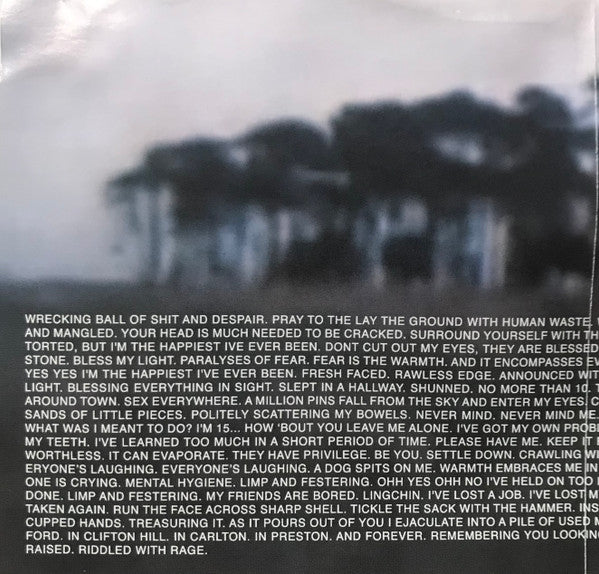 WRECKING BALL OF SHIT AND DESPAIR. PRAY TO THE LAY THE GROUND WITH HUMAN WASTE.
AND MANGLED. YOUR HEAD IS MUCH NEEDED TO BE CRACKED. SURROUND YOURSELF WITH TH
TORTED, BUT I'M THE HAPPIEST IVE EVER BEEN. DONT CUT OUT MY EYES, THEY ARE BLESSED
STONE. BLESS MY LIGHT. PARALYSES OF FEAR. FEAR IS THE WARMTH. AND IT ENCOMPASSES E
YES YES I'M THE HAPPIEST I'VE EVER BEEN. FRESH FACED. RAWLESS EDGE. ANNOUNCED WIT
LIGHT. BLESSING EVERYTHING IN SIGHT. SLEPT IN A HALLWAY. SHUNNED. NO MORE THAN 10. T
AROUND TOWN. SEX EVERYWHERE. A MILLION PINS FALL FROM THE SKY AND ENTER MY EYES. C
SANDS OF LITTLE PIECES. POLITELY SCATTERING MY BOWELS. NEVER MIND. NEVER MIND ME.
WHAT WAS I MEANT TO DO? I'M 15... HOW 'BOUT YOU LEAVE ME ALONE. I'VE GOT MY OWN PROB
MY TEETH. I'VE LEARNED TOO MUCH IN A SHORT PERIOD OF TIME. PLEASE HAVE ME. KEEP IT
WORTHLESS. IT CAN EVAPORATE. THEY HAVE PRIVILEGE. BE YOU. SETTLE DOWN. CRAWLING WI
ERYONE'S LAUGHING. EVERYONE'S LAUGHING. A DOG SPITS ON ME. WARMTH EMBRACES ME IN
ONE IS CRYING. MENTAL HYGIENE. LIMP AND FESTERING. OHH YES OHH NO I'VE HELD ON TOO
DONE. LIMP AND FESTERING. MY FRIENDS ARE BORED. LINGCHIN. I'VE LOST A JOB. I'VE LOST M
TAKEN AGAIN. RUN THE FACE ACROSS SHARP SHELL. TICKLE THE SACK WITH THE HAMMER. INS
CUPPED HANDS. TREASURING IT. AS IT POURS OUT OF YOU I EJACULATE INTO A PILE OF USED
FORD. IN CLIFTON HILL. IN CARLTON. IN PRESTON. AND FOREVER. REMEMBERING YOU LOOKIN
RAISED. RIDDLED WITH RAGE.